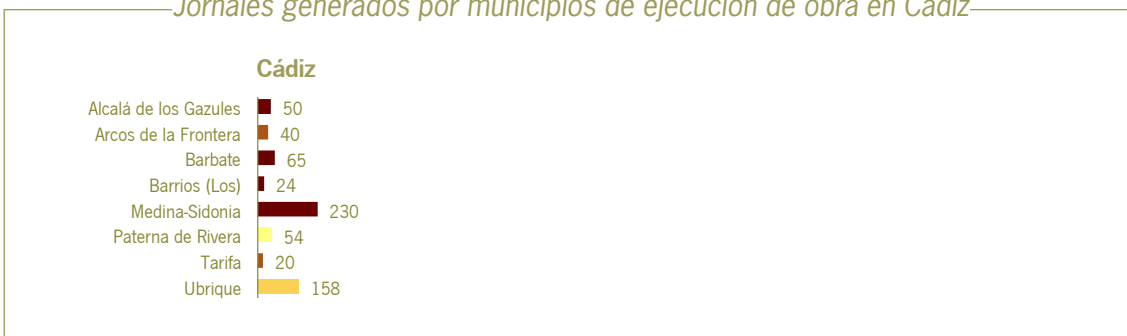 Jornales generados por municipios de ejecución de obra en Cádiz
Cádiz
Alcalá de los Gazules 50
Arcos de la Frontera 40
Barbate 65
Barrios (Los) 24
Medina-Sidonia 230
Paterna de Rivera 54
Tarifa 20
Ubrique 158